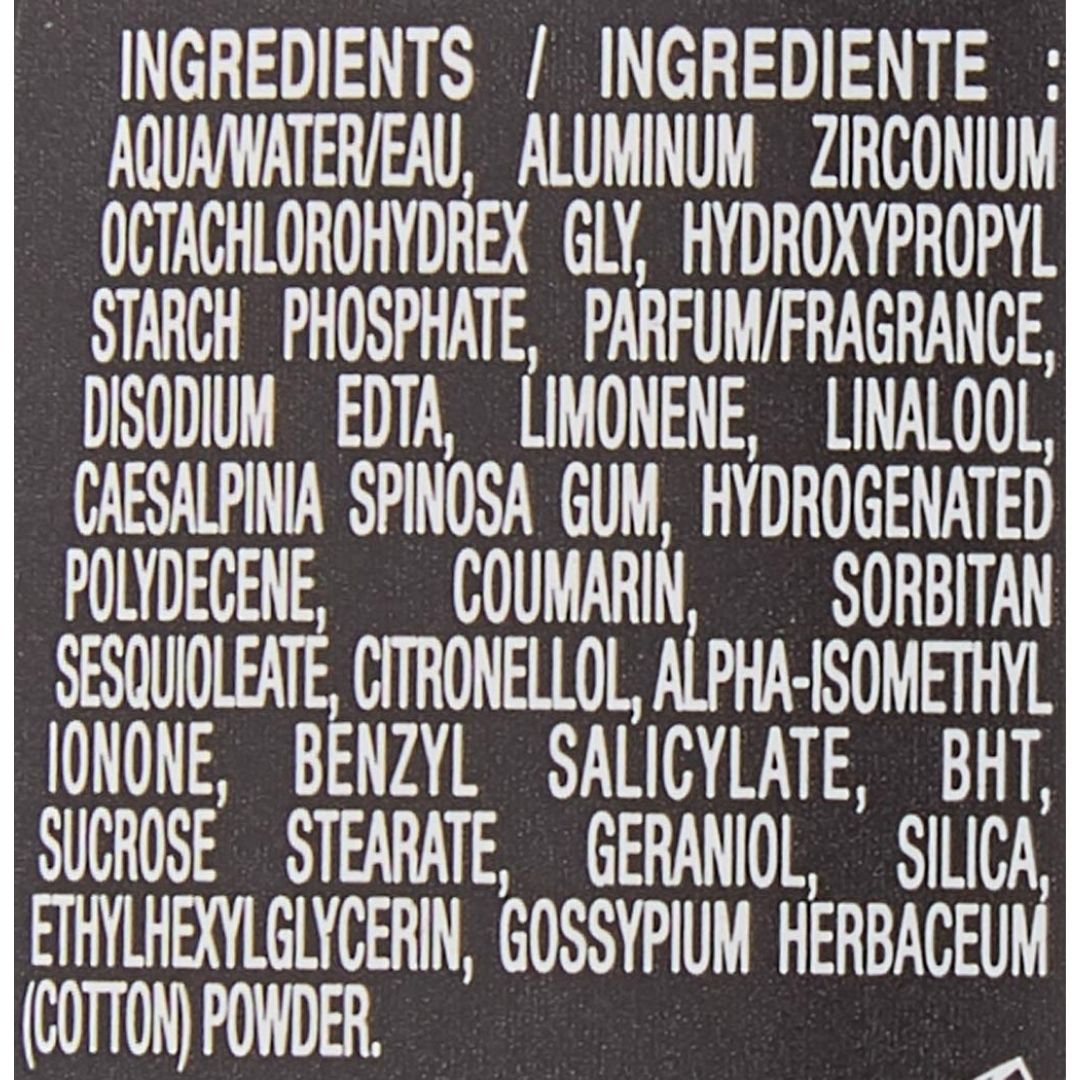 INGREDIENTS / INGREDIENTE :
AQUA/WATER/EAU, ALUMINUM ZIRCONIUM
OCTACHLOROHYDREX GLY, HYDROXYPROPYL
STARCH PHOSPHATE, PARFUM/FRAGRANCE,
DISODIUM EDTA, LIMONENE, LINALOOL,
CAESALPINIA SPINOSA GUM, HYDROGENATED
POLYDECENE, COUMARIN, SORBITAN
SESQUIOLEATE, CITRONELLOL, ALPHA-ISOMETHYL
IONONE, BENZYL SALICYLATE, BHT,
SUCROSE STEARATE, GERANIOL, SILICA,
ETHYLHEXYLGLYCERIN, GOSSYPIUM HERBACEUM
(COTTON) POWDER.